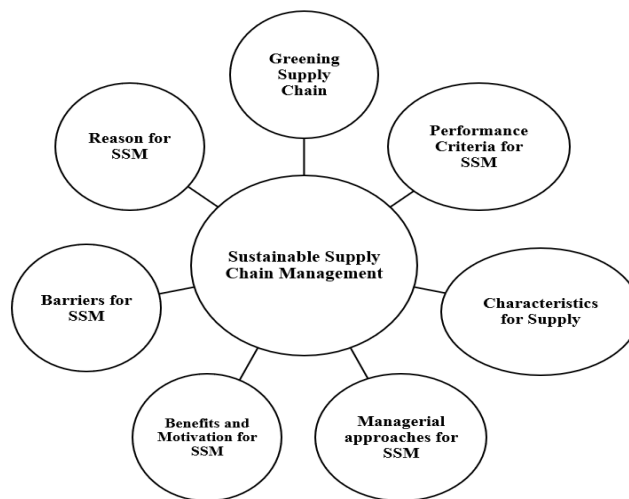 Greening
Supply
Chain
Reason for
SSM
Performance
Criteria for
SSM
Sustainable Supply
Chain Management
Barriers for
SSM
Characteristics
for Supply
Benefits and
Motivation for
SSM
Managerial
approaches for
SSM